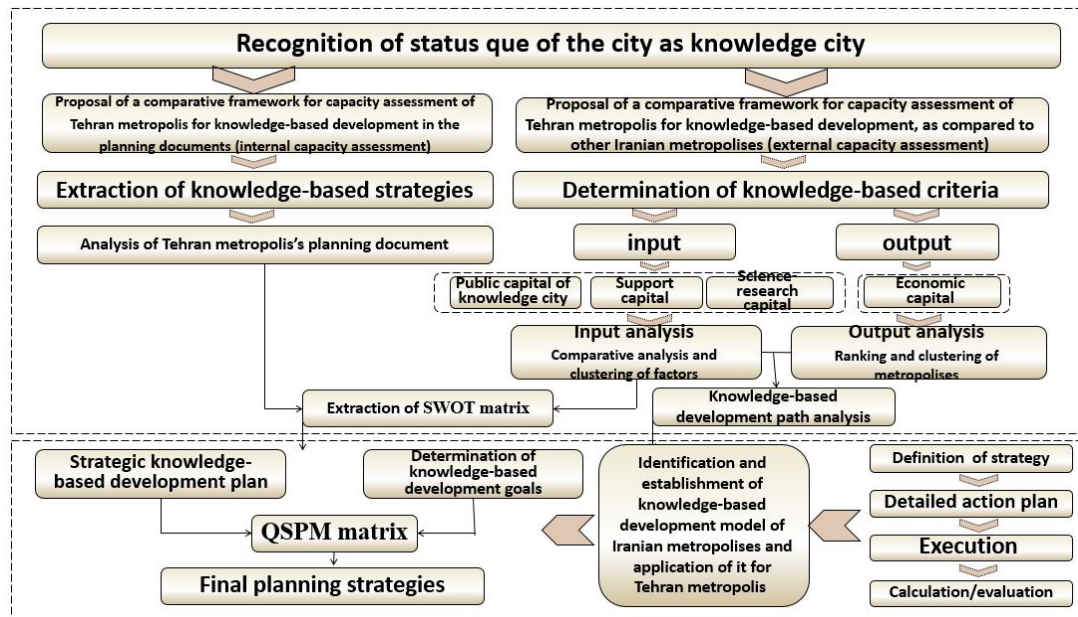 Recognition of status que of the city as knowledge city
Proposal of a comparative framework for capacity assessment of
Tehran metropolis for knowledge-based development in the
planning documents (internal capacity assessment)
Proposal of a comparative framework for capacity assessment of
Tehran metropolis for knowledge-based development, as compared to
other Iranian metropolises (external capacity assessment)
Extraction of knowledge-based strategies
Determination of knowledge-based criteria
Analysis of Tehran metropolis's planning document
input
output
Public capital of
knowledge city
Support
capital
Science-
research
capital
Economic
capital
Input analysis
Comparative analysis and
clustering of factors
Output analysis
Ranking and clustering of
metropolises
Extraction of SWOT matrix
Knowledge-based
development path analysis
Strategic knowledge-
based development plan
Determination of
knowledge-based
development goals
QSPM matrix
Final planning strategies
Identification and
establishment of
knowledge-based
development model of
Iranian metropolises and
application of it for
Tehran metropolis
Definition of strategy
Detailed action plan
Execution
Calculation/evaluation